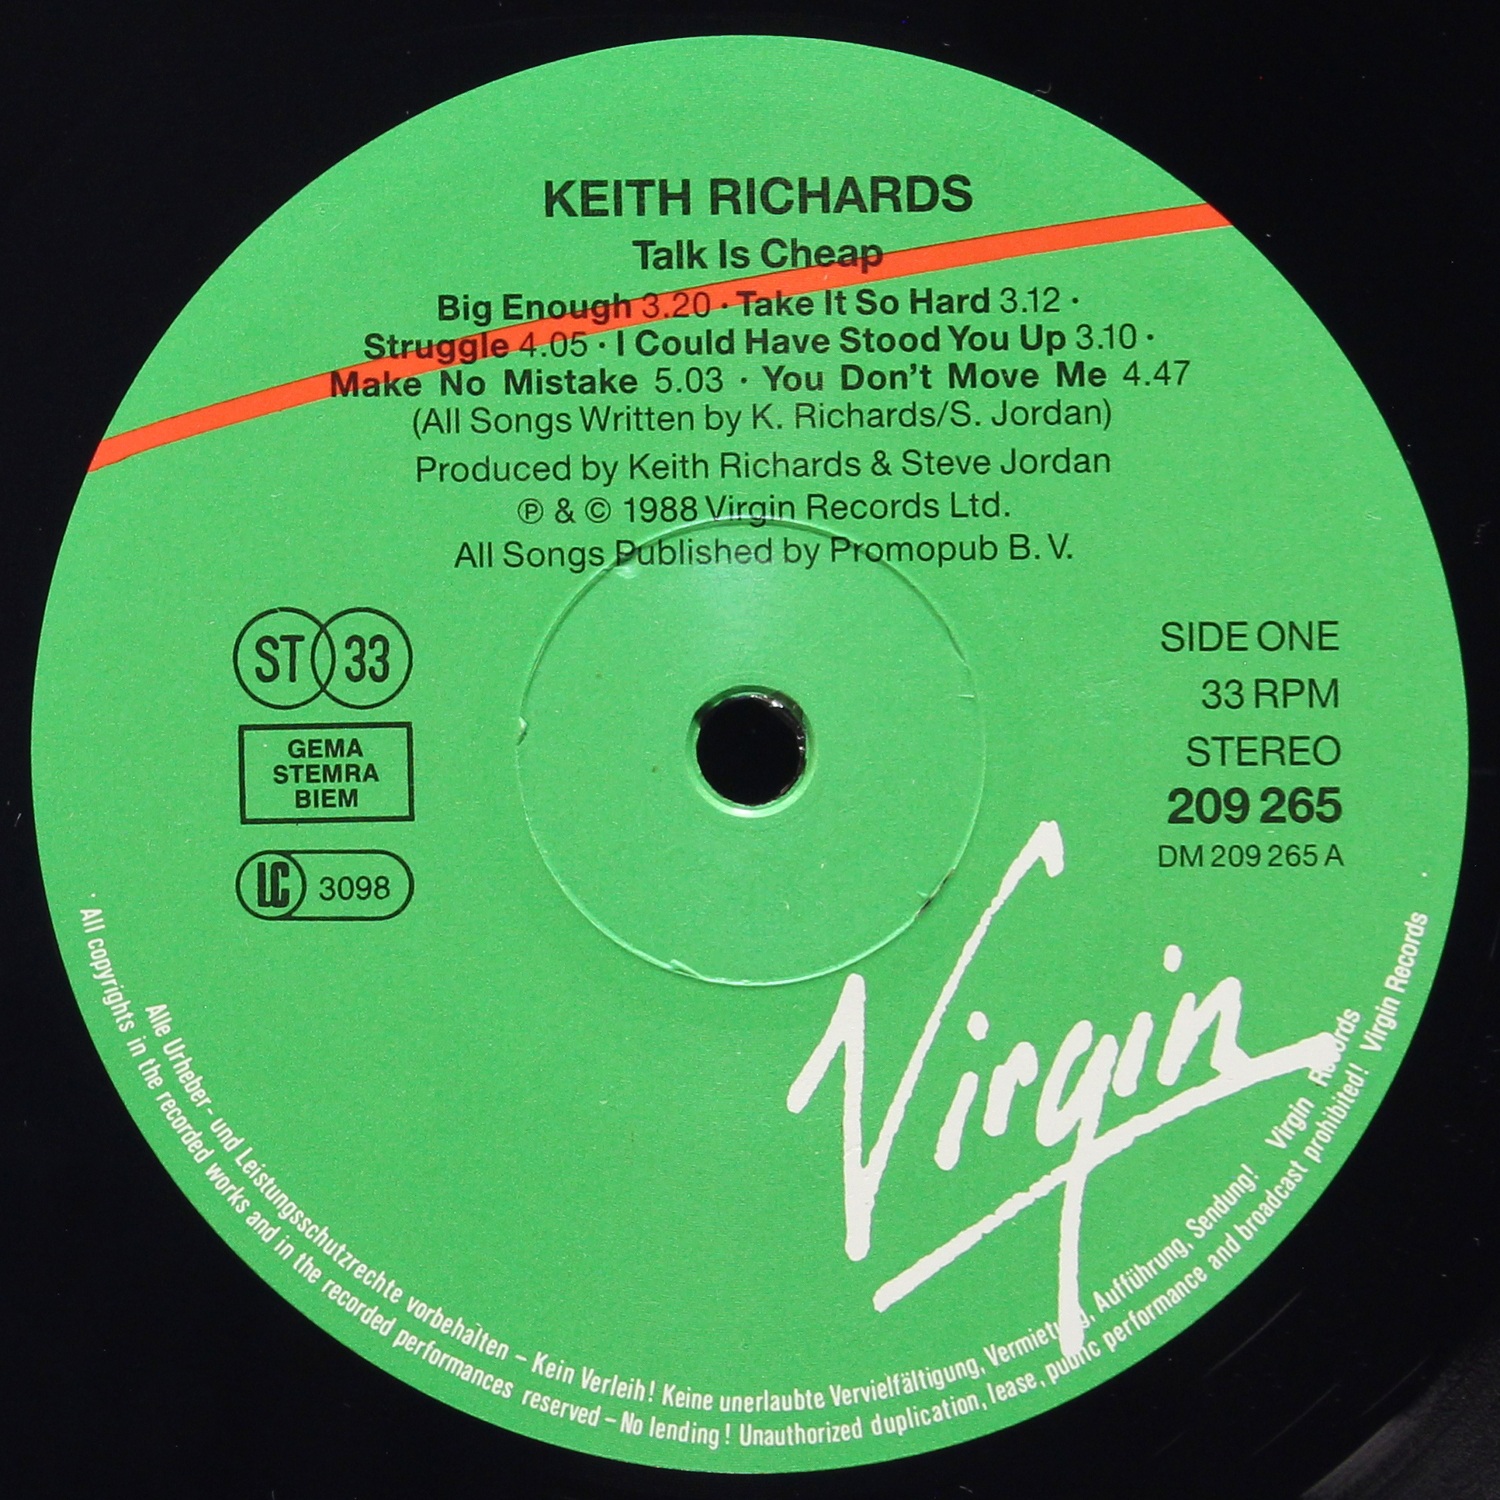 KEITH RICHARDS
Talk Is Cheap
Big Enough 3.20 · Take It So Hard 3.12 ·
Struggle 4.05 · I Could Have Stood You Up 3.10 ·
Make No Mistake 5.03 · You Don't Move Me 4.47
(All Songs Written by K. Richards/S. Jordan)
Produced by Keith Richards & Steve Jordan
℗ & © 1988 Virgin Records Ltd.
All Songs Published by Promopub B. V.
ST 33
GEMA
STEMRA
BIEM
LC 3098
SIDE ONE
33 RPM
STEREO
209 265
DM 209 265 A
Virgin
Alle Urheber- und Leistungsschutzrechte vorbehalten – Kein Verleih! Keine unerlaubte Vervielfältigung, Vermietung, Aufführung, Sendung! Virgin Records
· All copyrights in the recorded works and in the recorded performances reserved – No lending! Unauthorized duplication, lease, public performance and broadcast prohibited! Virgin Records